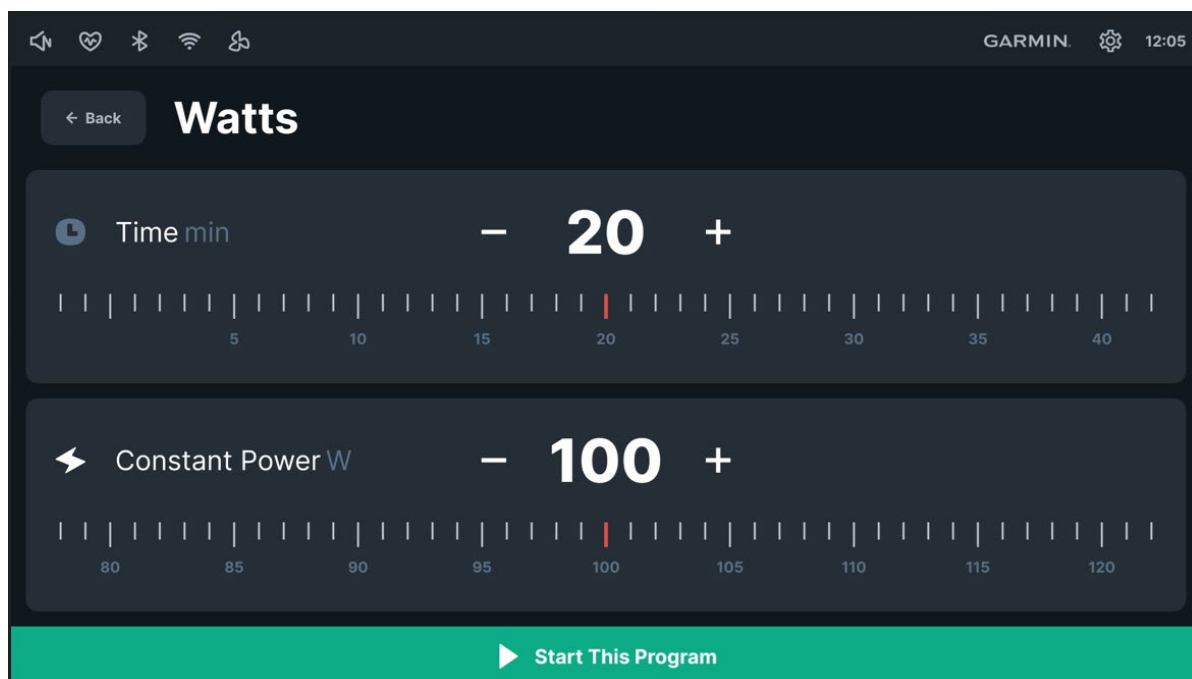 GARMIN. 12:05
← Back Watts
Time min − 20 +
5 10 15 20 25 30 35 40
Constant Power W − 100 +
80 85 90 95 100 105 110 115 120
Start This Program